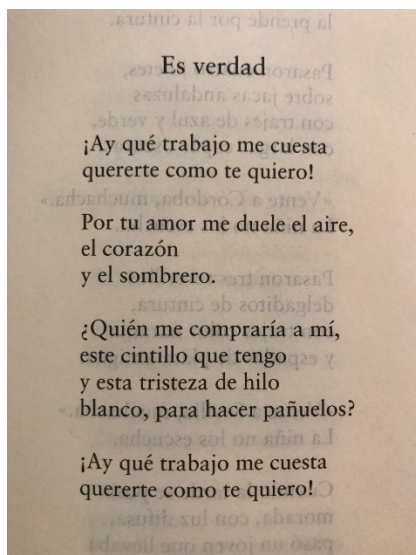 Es verdad
¡Ay qué trabajo me cuesta
quererte como te quiero!
Por tu amor me duele el aire,
el corazón
y el sombrero.
¿Quién me compraría a mí,
este cintillo que tengo
y esta tristeza de hilo
blanco, para hacer pañuelos?
¡Ay qué trabajo me cuesta
quererte como te quiero!